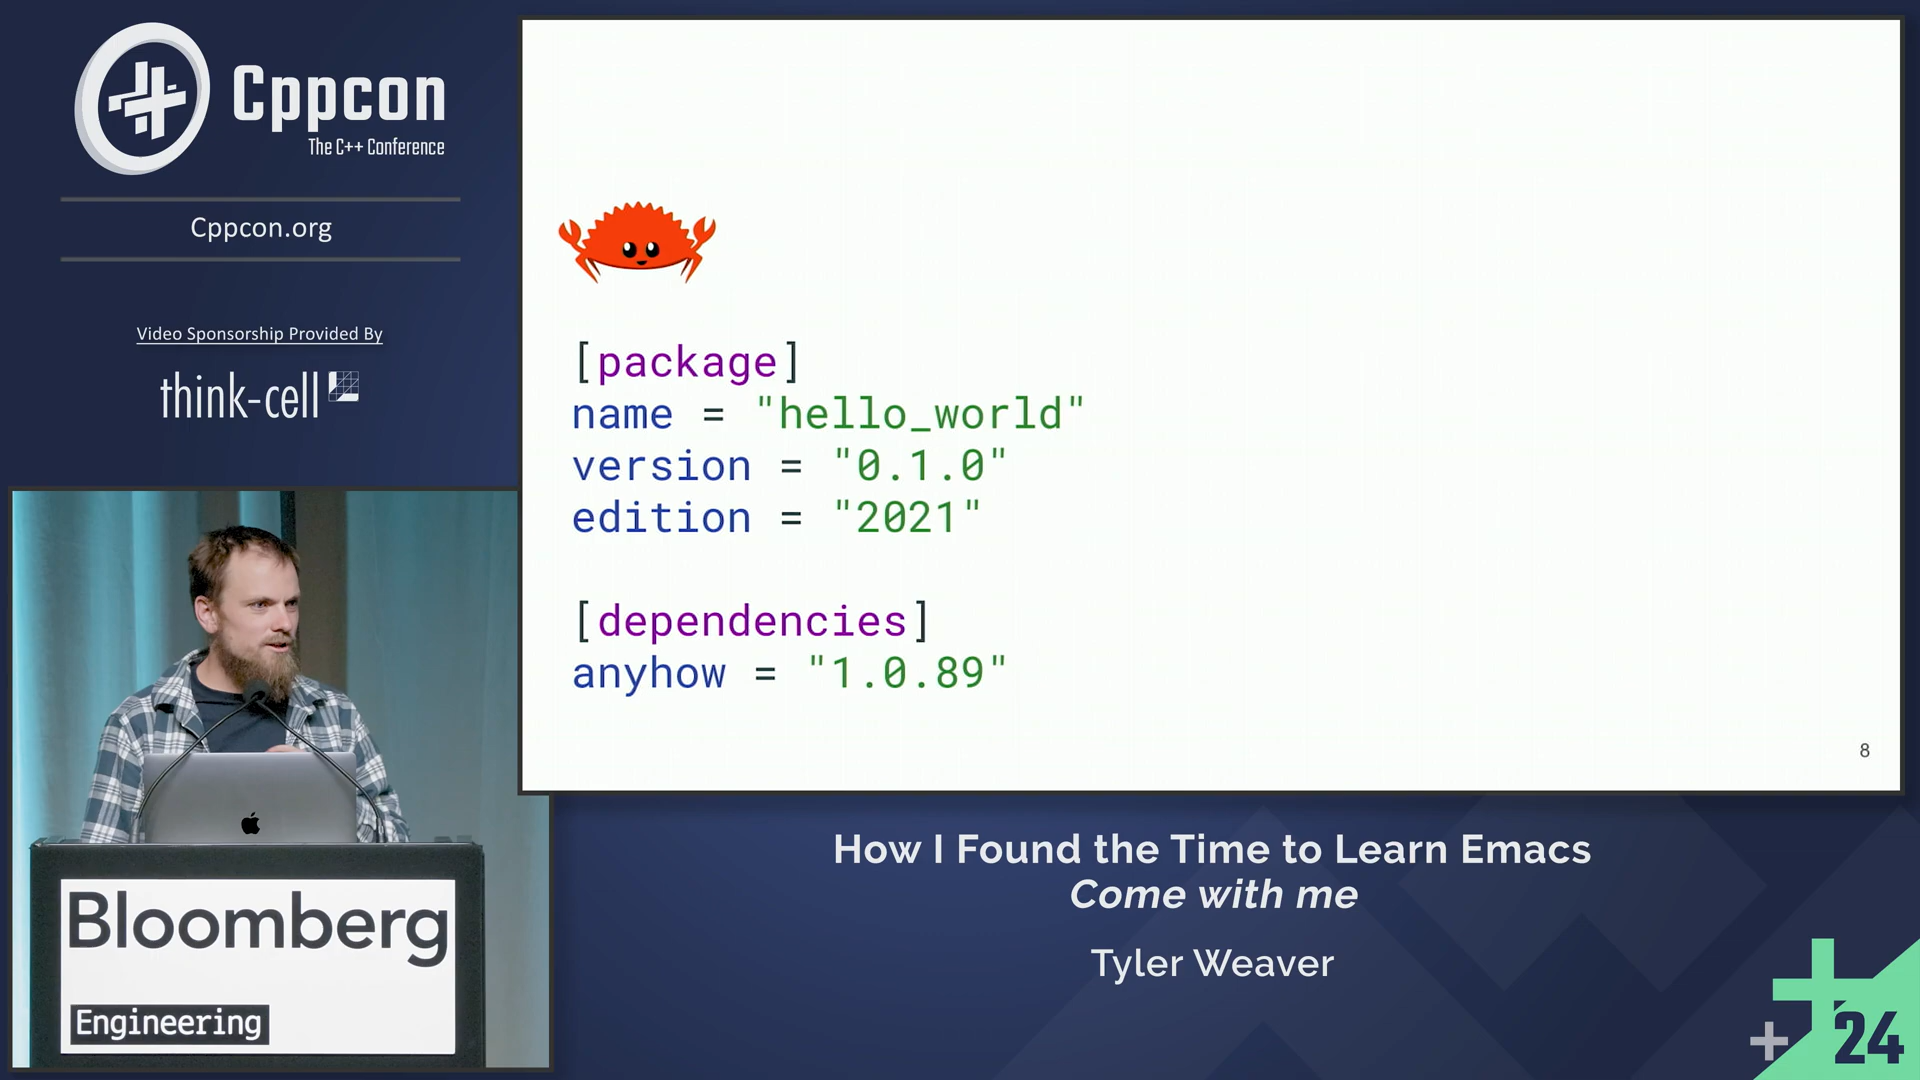 Cppcon
The C++ Conference
Cppcon.org
Video Sponsorship Provided By
think-cell
[package]
name = "hello_world"
version = "0.1.0"
edition = "2021"
[dependencies]
anyhow = "1.0.89"
8
Bloomberg
Engineering
How I Found the Time to Learn Emacs
Come with me
Tyler Weaver
24